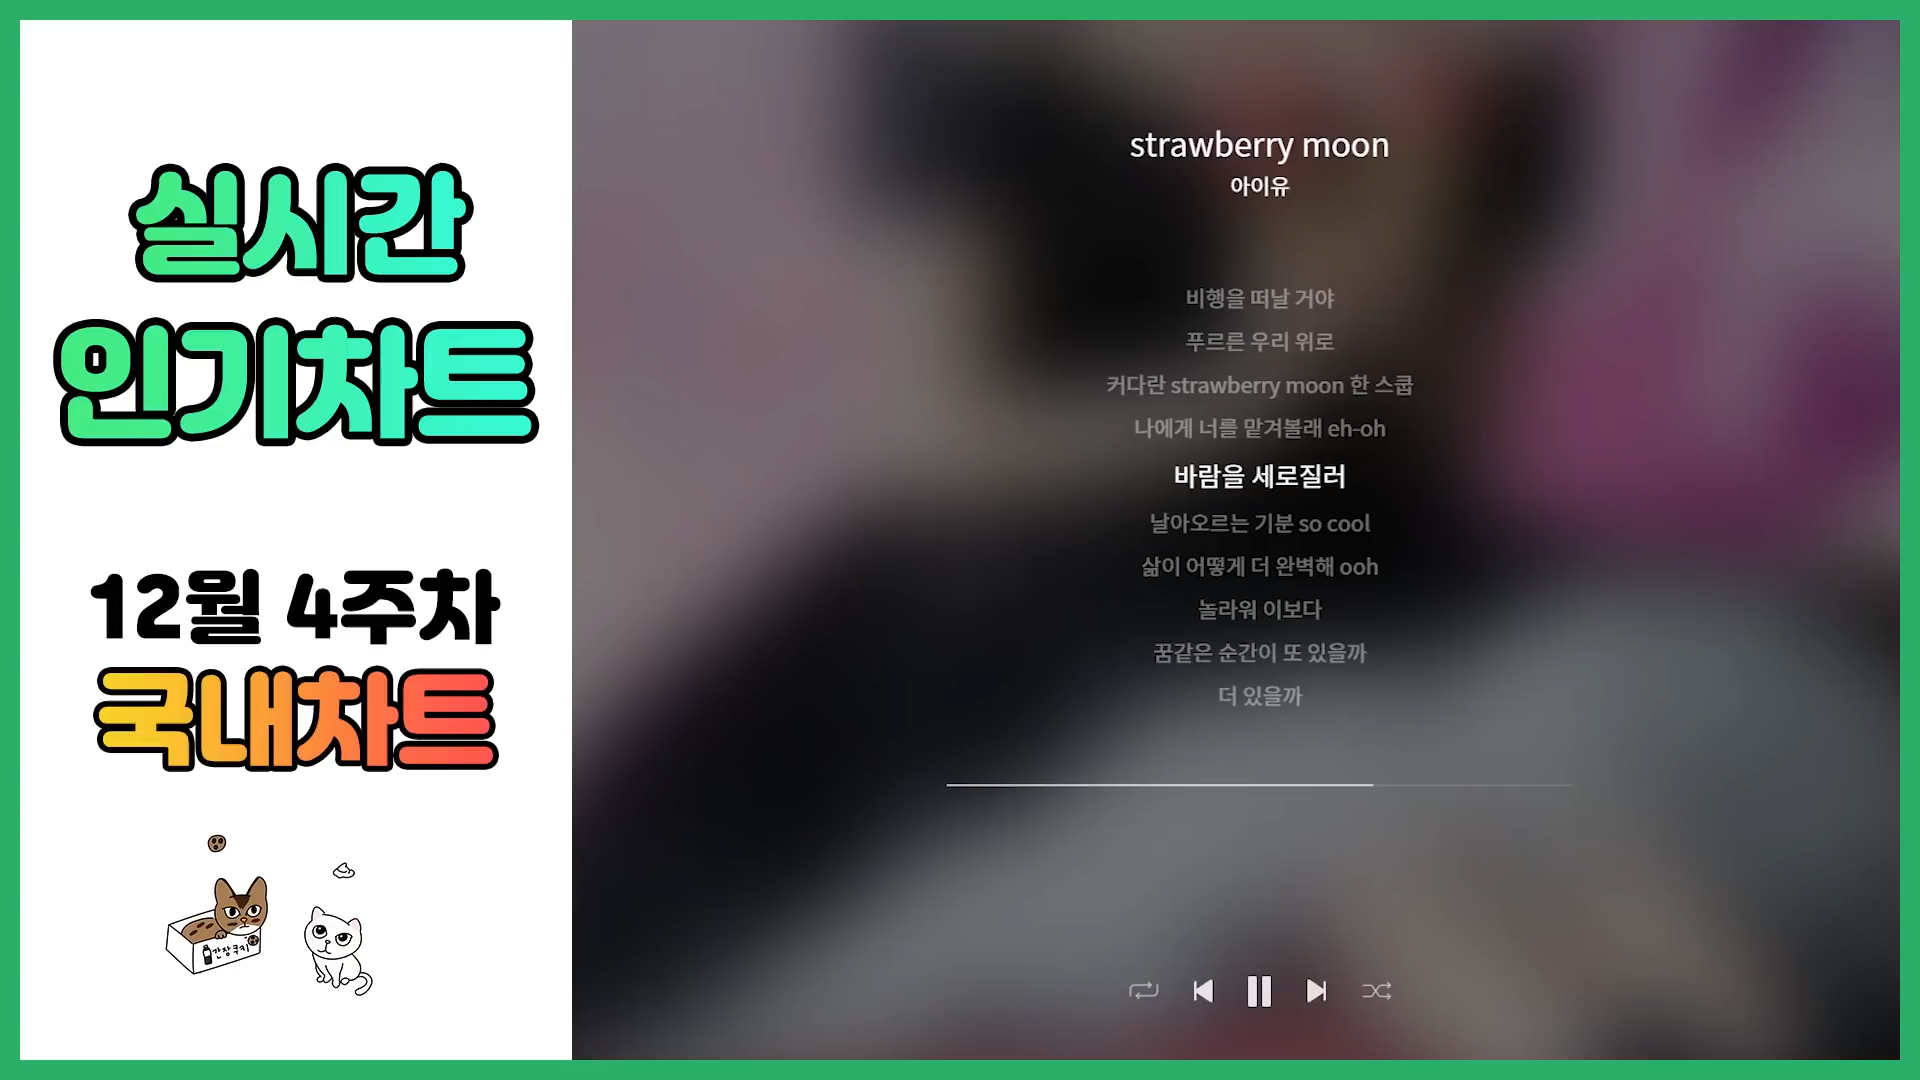 실시간
인기차트
12월 4주차
국내차트
간장쿠키
strawberry moon
아이유
비행을 떠날 거야
푸르른 우리 위로
커다란 strawberry moon 한 스쿱
나에게 너를 맡겨볼래 eh-oh
바람을 세로질러
날아오르는 기분 so cool
삶이 어떻게 더 완벽해 ooh
놀라워 이보다
꿈같은 순간이 또 있을까
더 있을까